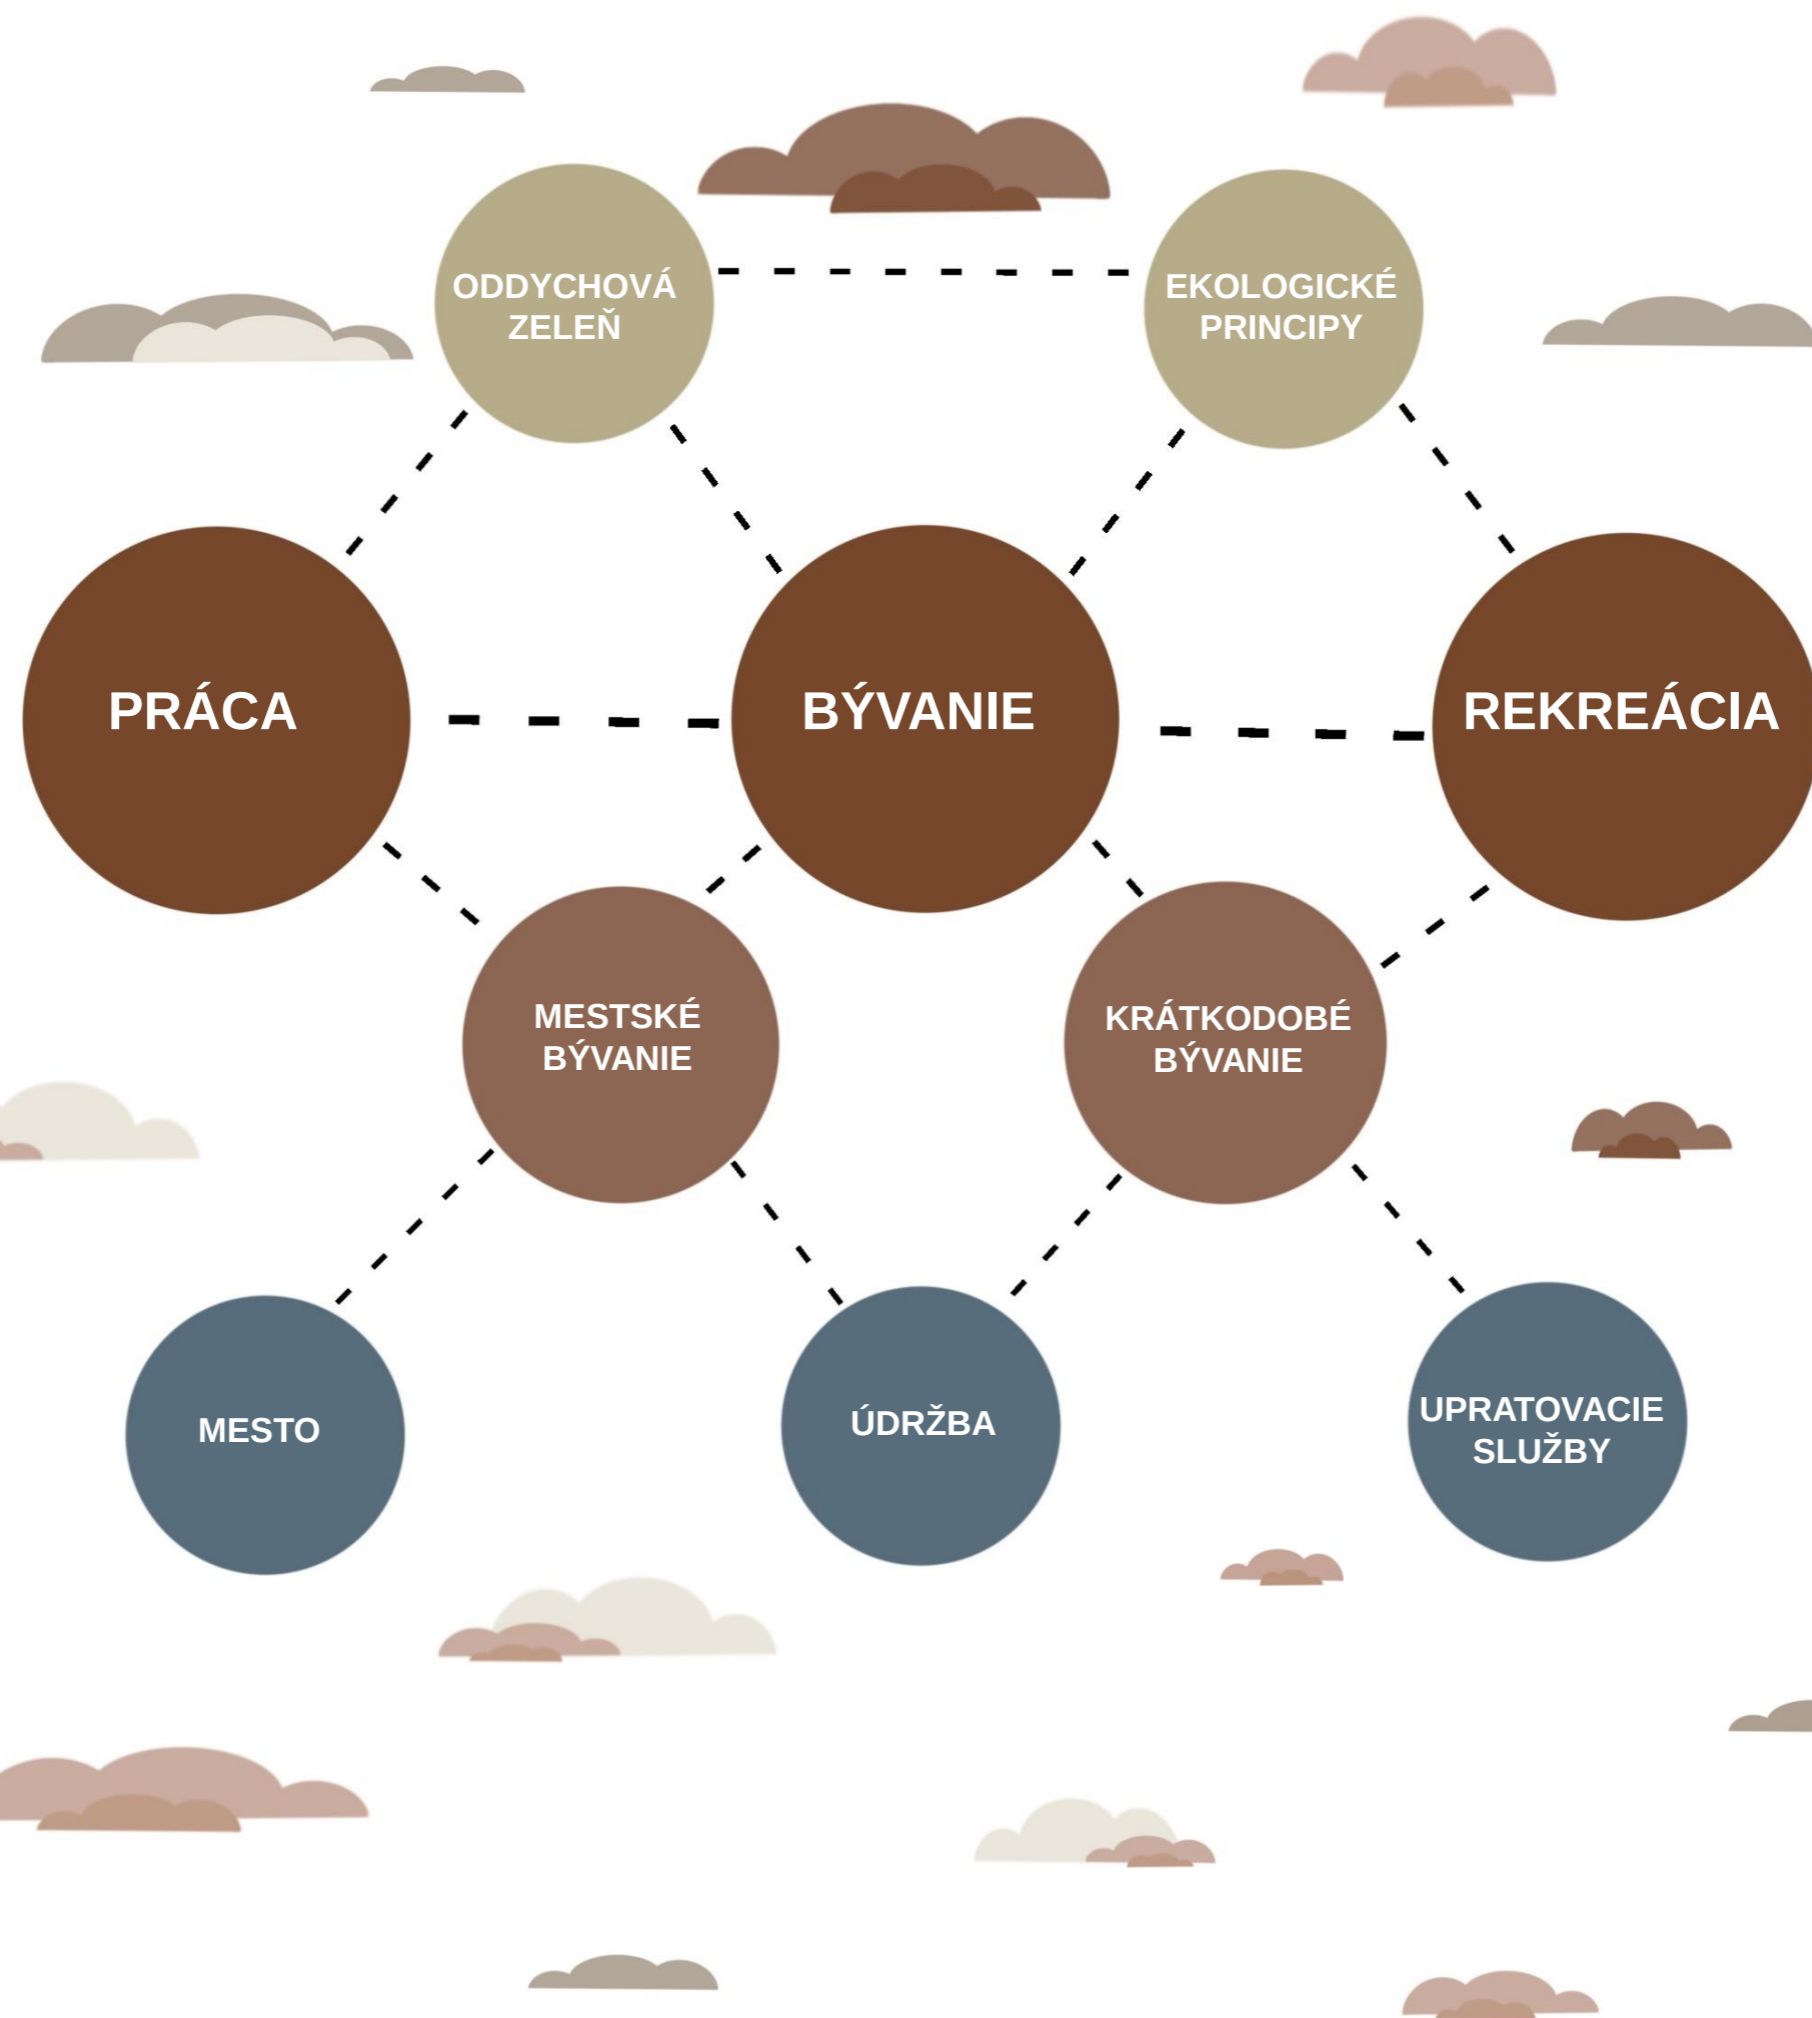 ODDYCHOVÁ
ZELEŇ
EKOLOGICKÉ
PRINCIPY
PRÁCA
BÝVANIE
REKREÁCIA
MESTSKÉ
BÝVANIE
KRÁTKODOBÉ
BÝVANIE
MESTO
ÚDRŽBA
UPRATOVACIE
SLUŽBY